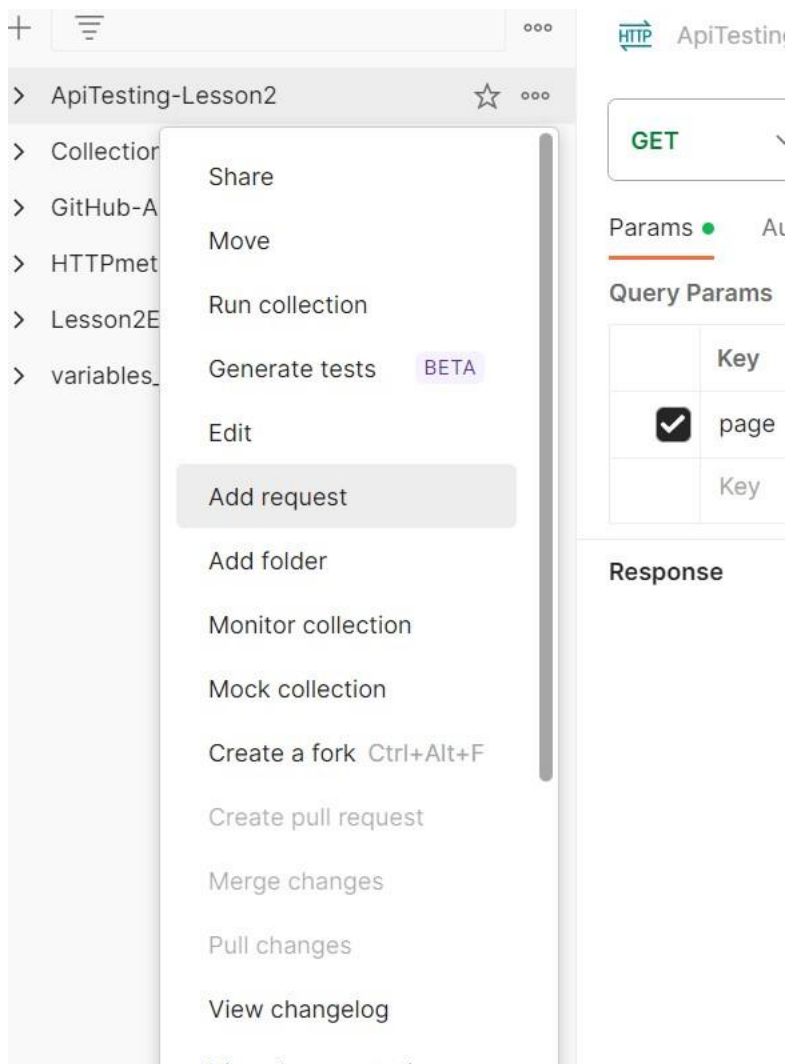 HTTP ApiTesting
ApiTesting-Lesson2
Collection
GitHub-A
HTTPmet
Lesson2E
variables_
Share
Move
Run collection
Generate tests BETA
Edit
Add request
Add folder
Monitor collection
Mock collection
Create a fork Ctrl+Alt+F
Create pull request
Merge changes
Pull changes
View changelog
GET
Params Au
Query Params
Key
page
Key
Response